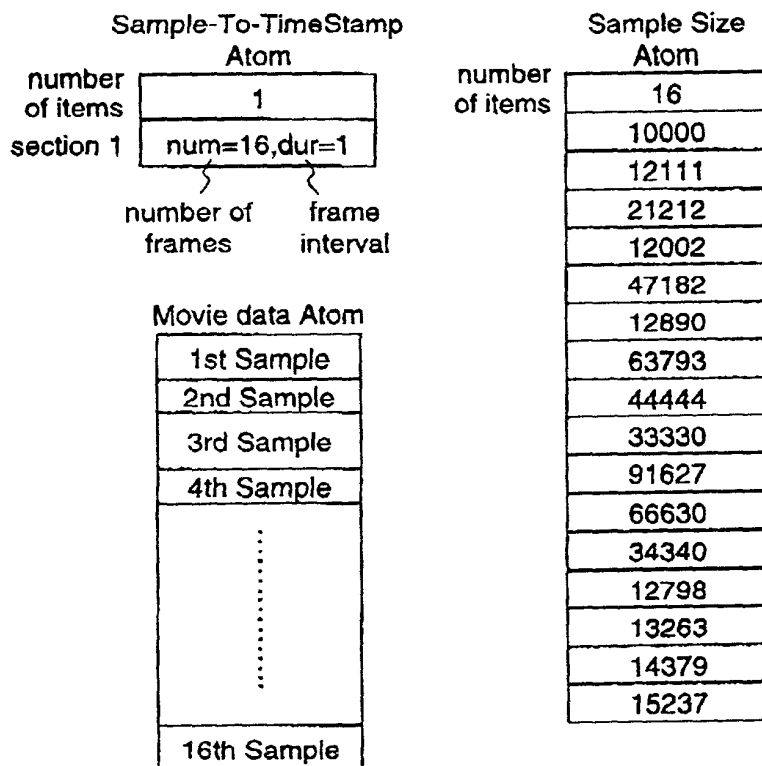 Sample-To-TimeStamp
Atom
number
of items
1
section 1
num=16,dur=1
number of
frames
frame
interval
Movie data Atom
1st Sample
2nd Sample
3rd Sample
4th Sample
16th Sample
Sample Size
Atom
number
of items
16
10000
12111
21212
12002
47182
12890
63793
44444
33330
91627
66630
34340
12798
13263
14379
15237